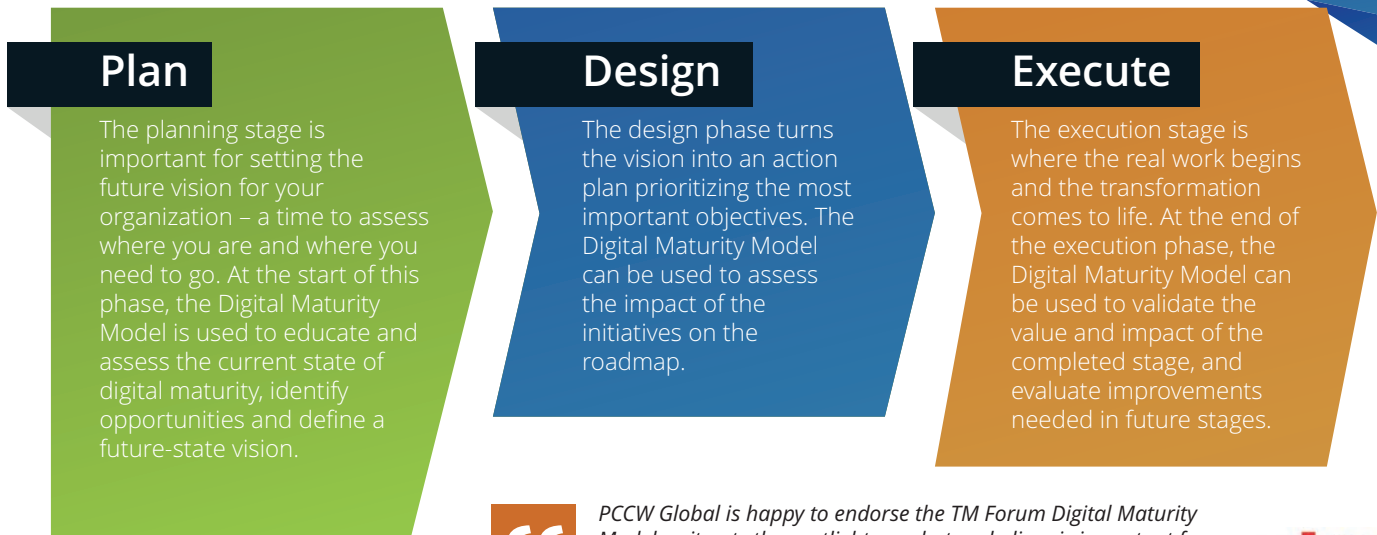 Plan
The planning stage is
important for setting the
future vision for your
organization – a time to assess
where you are and where you
need to go. At the start of this
phase, the Digital Maturity
Model is used to educate and
assess the current state of
digital maturity, identify
opportunities and define a
future-state vision.
Design
The design phase turns
the vision into an action
plan prioritizing the most
important objectives. The
Digital Maturity Model
can be used to assess
the impact of the
initiatives on the
roadmap.
Execute
The execution stage is
where the real work begins
and the transformation
comes to life. At the end of
the execution phase, the
Digital Maturity Model can
be used to validate the
value and impact of the
completed stage, and
evaluate improvements
needed in future stages.
PCCW Global is happy to endorse the TM Forum Digital Maturity